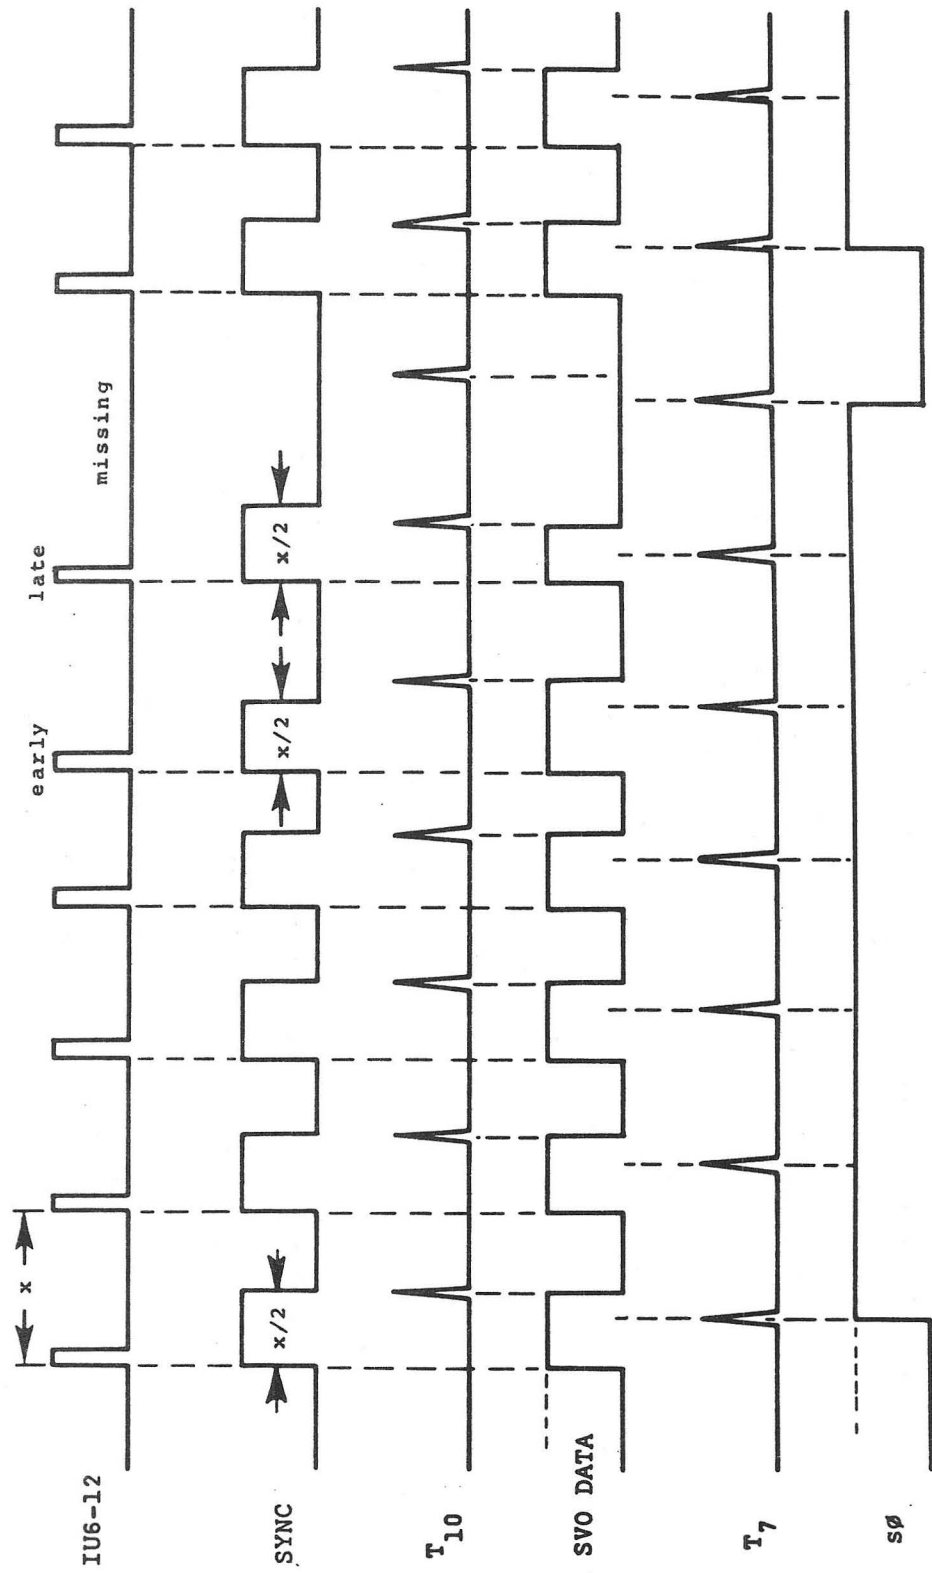 IU6-12
x
early
late
missing
SYNC
x/2
x/2
x/2
T10
SVO DATA
T7
sø